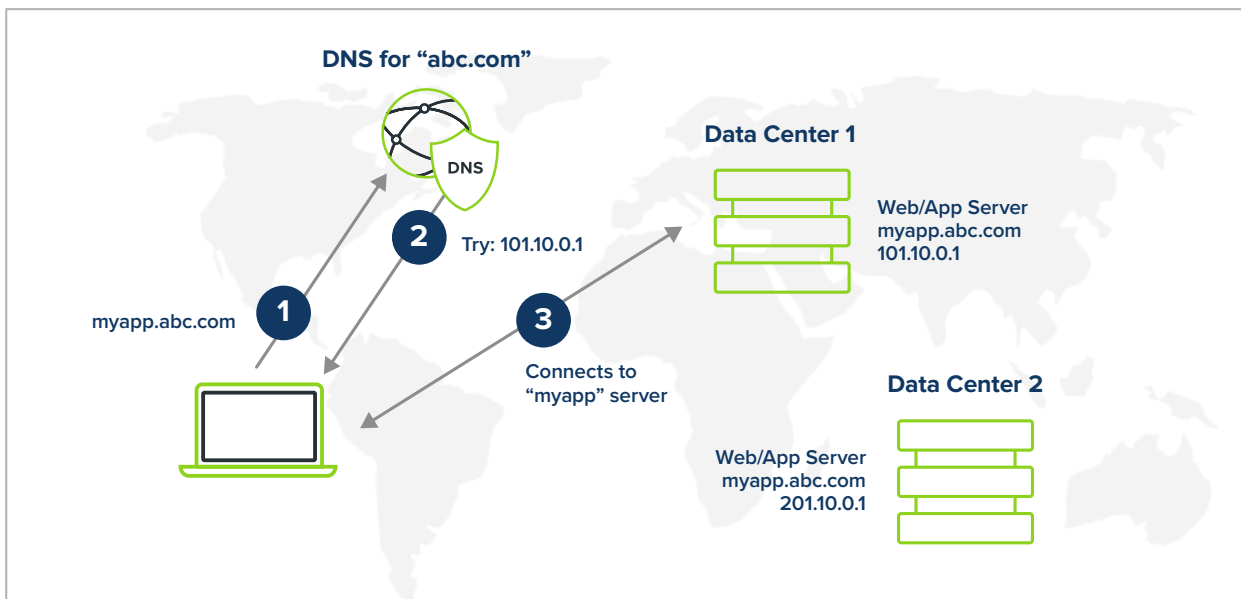 DNS for “abc.com”
DNS
1
myapp.abc.com
2
Try: 101.10.0.1
3
Connects to
“myapp” server
Data Center 1
Web/App Server
myapp.abc.com
101.10.0.1
Data Center 2
Web/App Server
myapp.abc.com
201.10.0.1